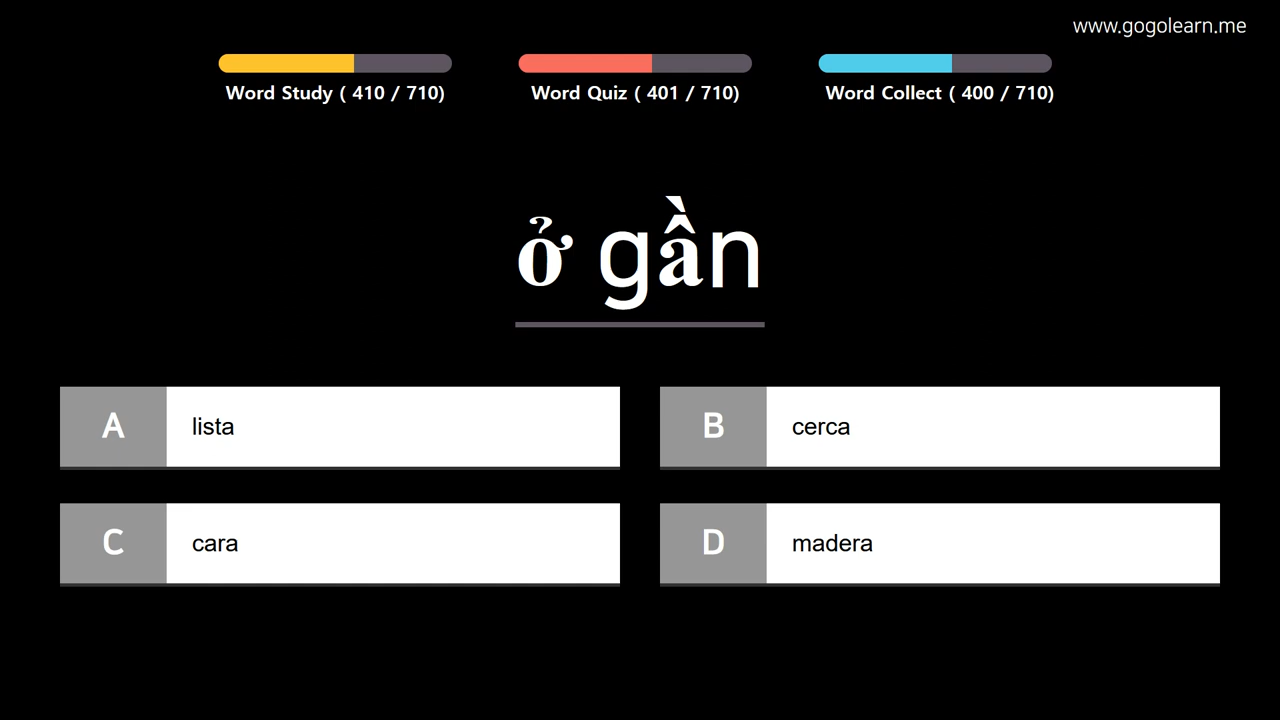 www.gogolearn.me
Word Study ( 410 / 710)
Word Quiz ( 401 / 710)
Word Collect ( 400 / 710)
ở gần
A lista
B cerca
C cara
D madera